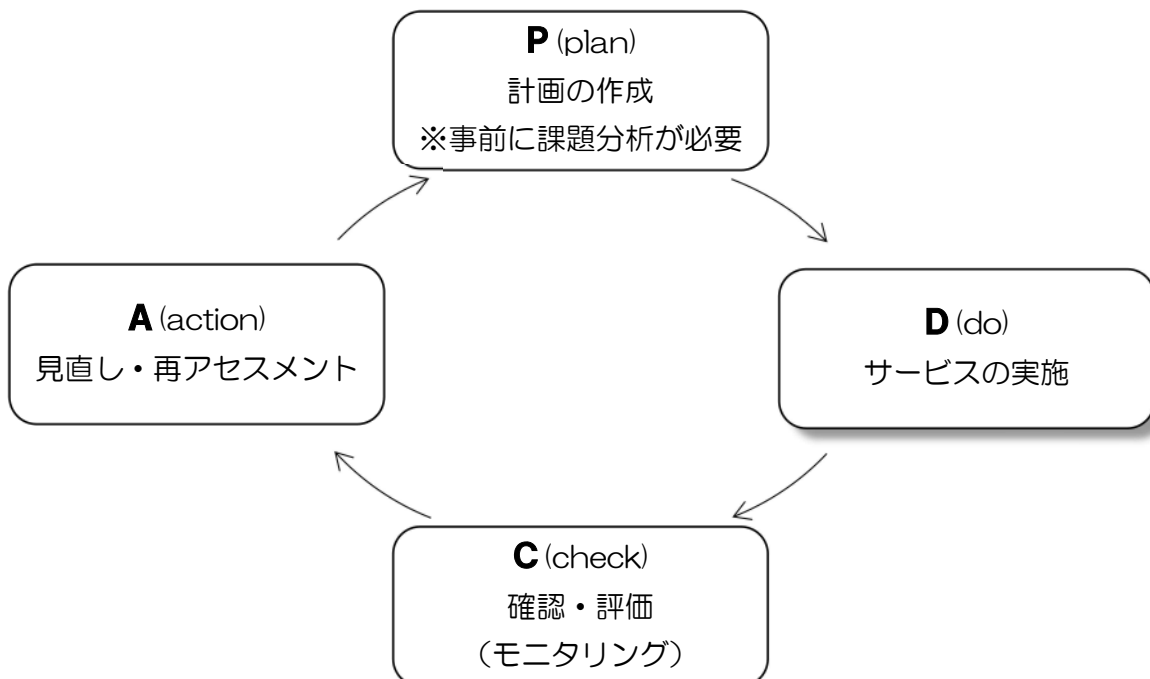 P (plan)
計画の作成
※事前に課題分析が必要
A (action)
見直し・再アセスメント
D (do)
サービスの実施
C (check)
確認・評価
（モニタリング）